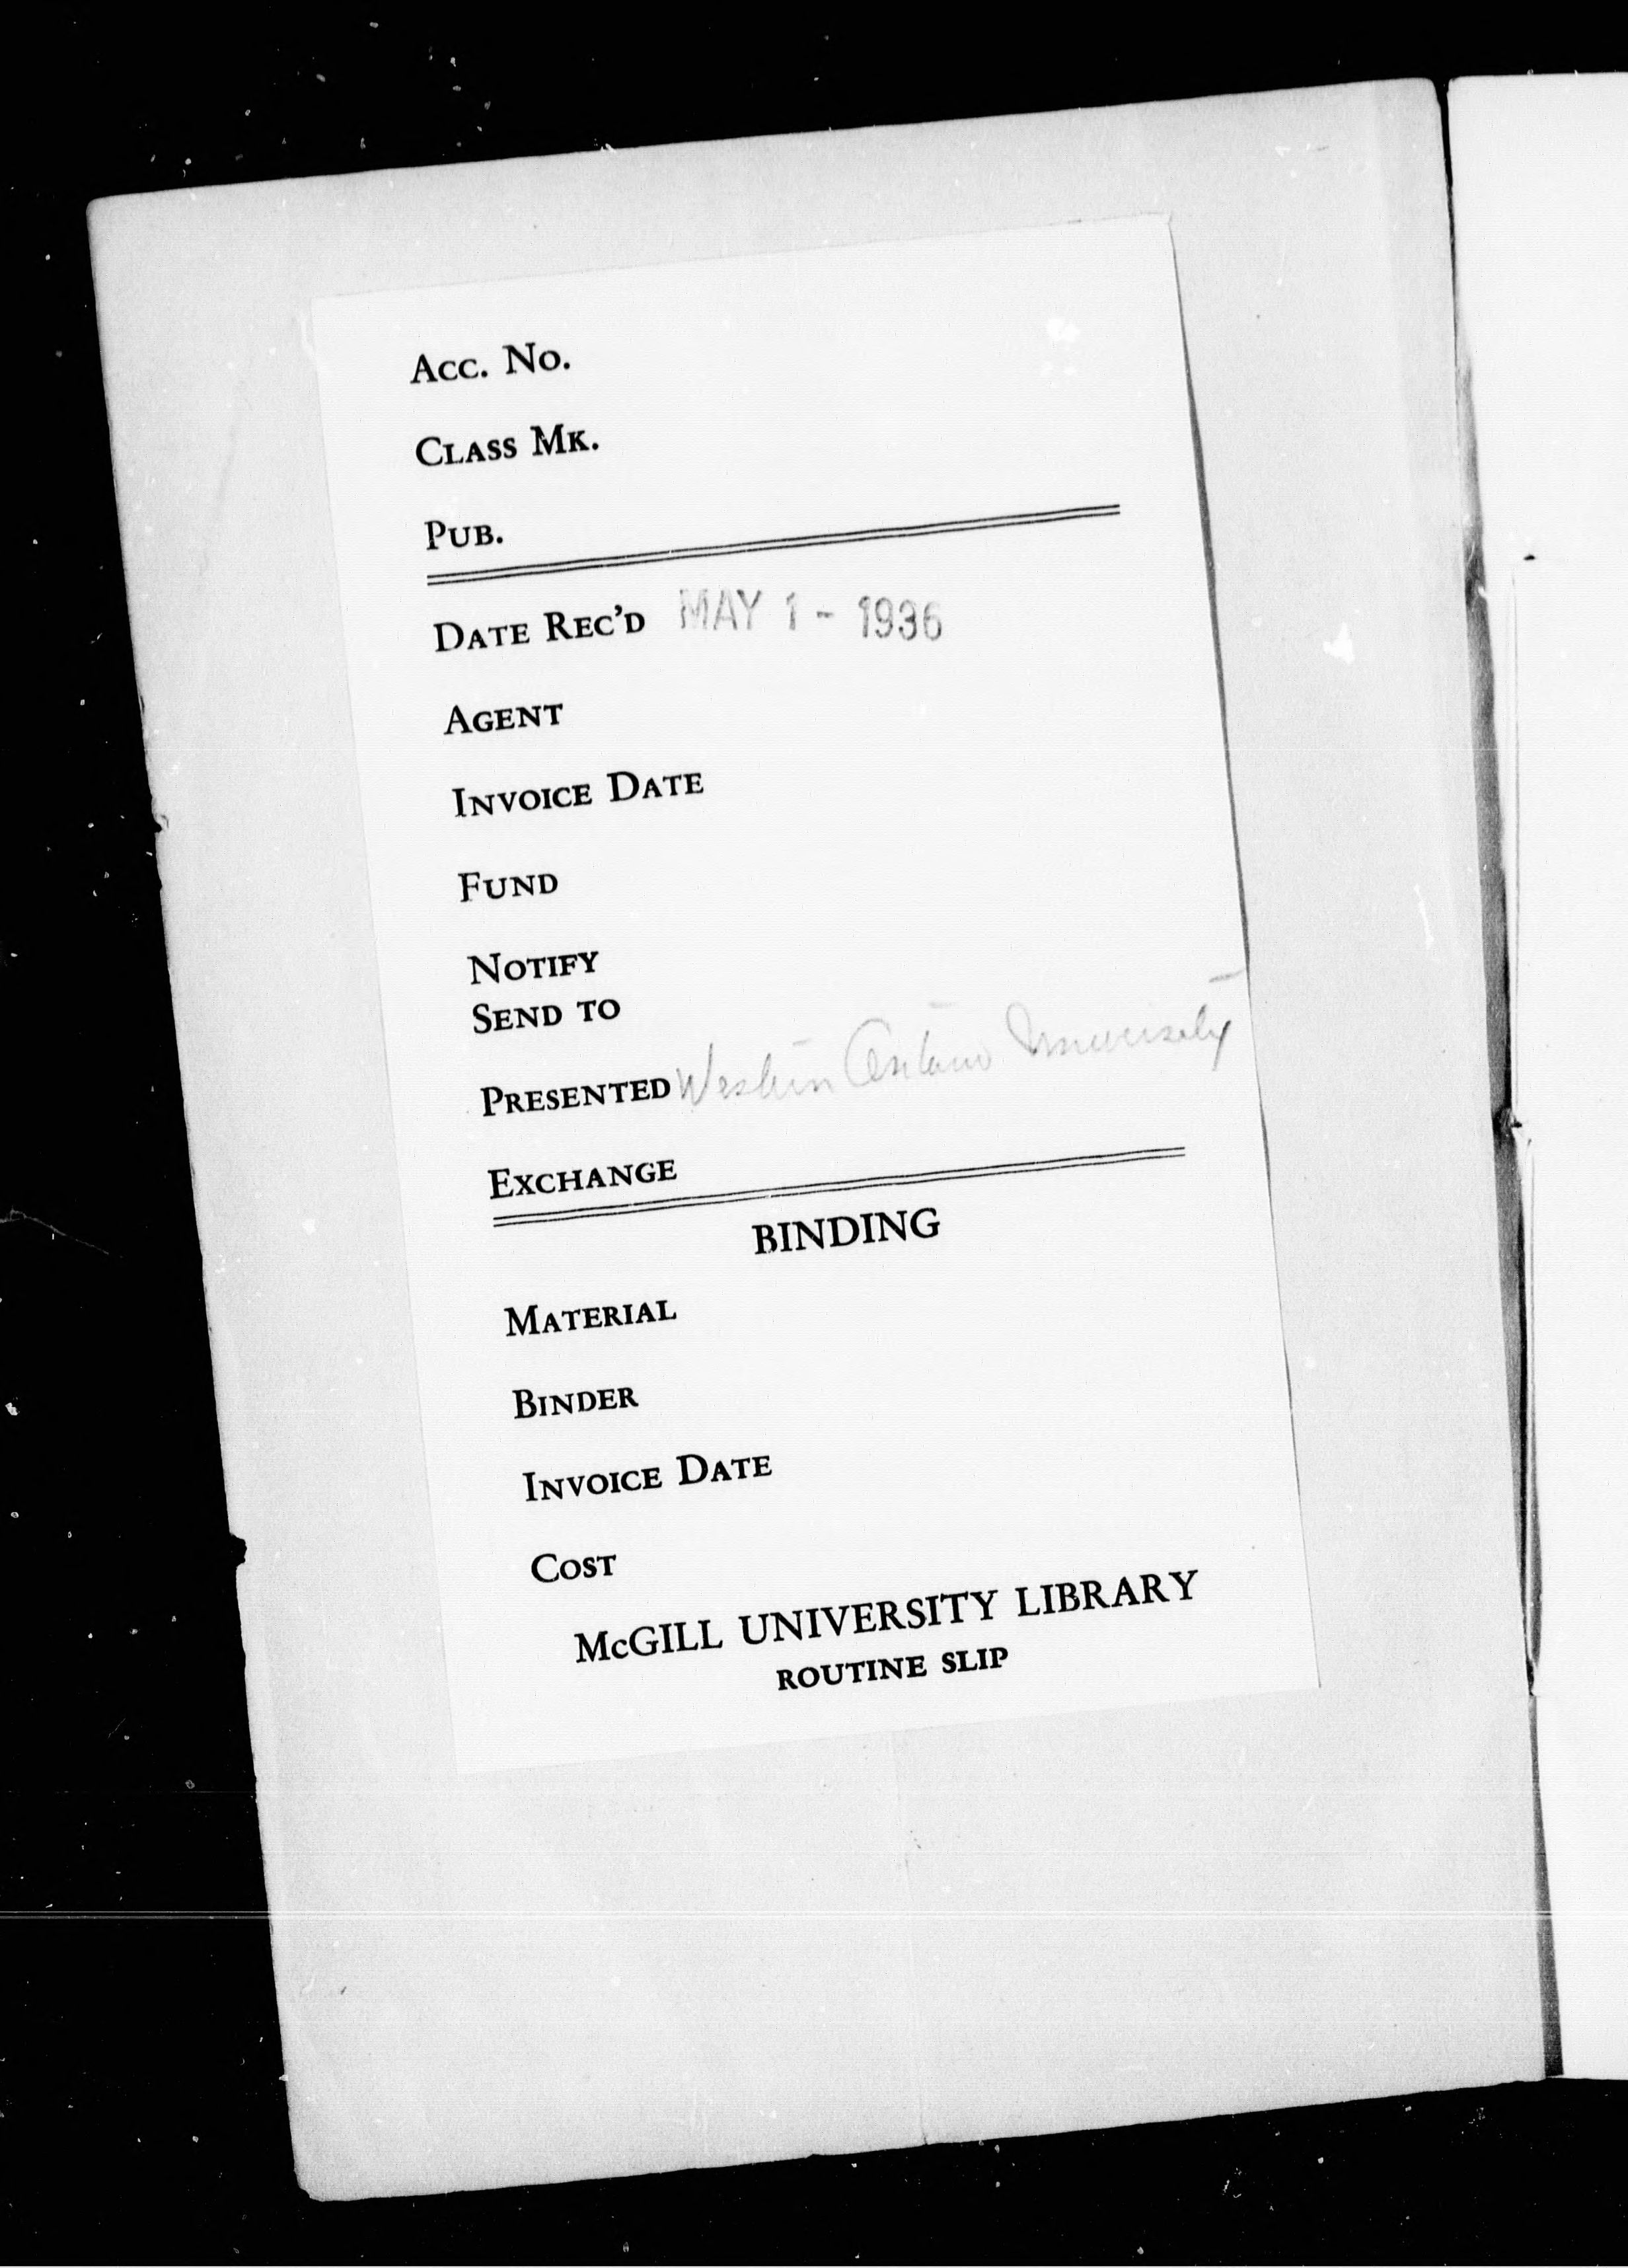 Acc. No.
Class Mk.
Pub.
Date Rec'd MAY 1 - 1936
Agent
Invoice Date
Fund
Notify
Send to
Presented Western Ontario University
Exchange
BINDING
Material
Binder
Invoice Date
Cost
McGILL UNIVERSITY LIBRARY
ROUTINE SLIP